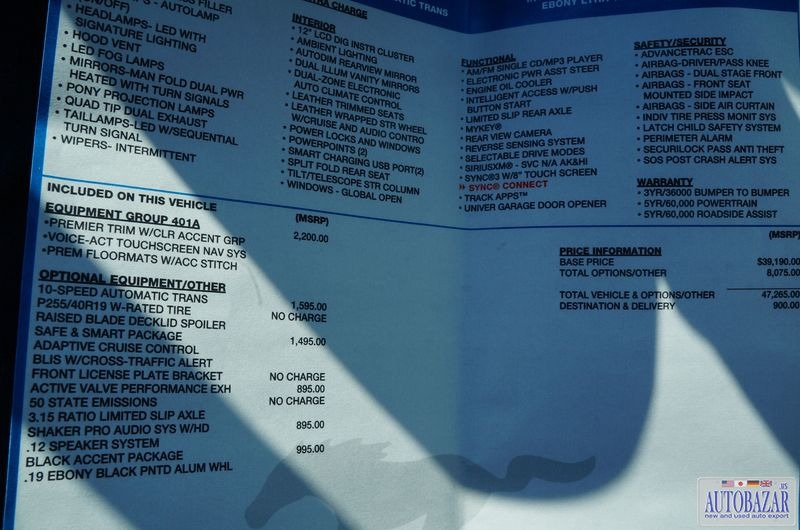 EXTRA CHARGE
TIC TRANS
FILLER
- AUTOLAMP
ON/OFF)
• HEADLAMPS- LED WITH
SIGNATURE LIGHTING
• HOOD VENT
• LED FOG LAMPS
• MIRRORS-MAN FOLD DUAL PWR
HEATED WITH TURN SIGNALS
• PONY PROJECTION LAMPS
• QUAD TIP DUAL EXHAUST
• TAILLAMPS-LED W/SEQUENTIAL
TURN SIGNAL
• WIPERS- INTERMITTENT
INTERIOR
• 12" LCD DIG INSTR CLUSTER
• AMBIENT LIGHTING
• AUTODIM REARVIEW MIRROR
• DUAL ILLUM VANITY MIRRORS
• DUAL-ZONE ELECTRONIC
AUTO CLIMATE CONTROL
• LEATHER TRIMMED SEATS
• LEATHER WRAPPED STR WHEEL
W/CRUISE AND AUDIO CONTRO
• POWER LOCKS AND WINDOWS
• POWERPOINTS (2)
• SMART CHARGING USB PORT(2)
• SPLIT FOLD REAR SEAT
• TILT/TELESCOPE STR COLUMN
• WINDOWS - GLOBAL OPEN
EBONY
FUNCTIONAL
• AM/FM SINGLE CD/MP3 PLAYER
• ELECTRONIC PWR ASST STEER
• ENGINE OIL COOLER
• INTELLIGENT ACCESS W/PUSH
BUTTON START
• LIMITED SLIP REAR AXLE
• MYKEY®
• REAR VIEW CAMERA
• REVERSE SENSING SYSTEM
• SELECTABLE DRIVE MODES
• SIRIUSXM® - SVC N/A AK&HI
• SYNC®3 W/8" TOUCH SCREEN
» SYNC® CONNECT
• TRACK APPS™
• UNIVER GARAGE DOOR OPENER
SAFETY/SECURITY
• ADVANCETRAC ESC
• AIRBAG-DRIVER/PASS KNEE
• AIRBAGS - DUAL STAGE FRONT
• AIRBAGS - FRONT SEAT
MOUNTED SIDE IMPACT
• AIRBAGS - SIDE AIR CURTAIN
• INDIV TIRE PRESS MONIT SYS
• LATCH CHILD SAFETY SYSTEM
• PERIMETER ALARM
• SECURILOCK PASS ANTI THEFT
• SOS POST CRASH ALERT SYS
WARRANTY
• 3YR/36000 BUMPER TO BUMPER
• 5YR/60,000 POWERTRAIN
• 5YR/60,000 ROADSIDE ASSIST
INCLUDED ON THIS VEHICLE
(MSRP)
EQUIPMENT GROUP 401A
•PREMIER TRIM W/CLR ACCENT GRP 2,200.00
•VOICE-ACT TOUCHSCREEN NAV SYS
•PREM FLOORMATS W/ACC STITCH
OPTIONAL EQUIPMENT/OTHER
10-SPEED AUTOMATIC TRANS 1,595.00
P255/40R19 W-RATED TIRE NO CHARGE
RAISED BLADE DECKLID SPOILER
SAFE & SMART PACKAGE 1,495.00
ADAPTIVE CRUISE CONTROL
BLIS W/CROSS-TRAFFIC ALERT
FRONT LICENSE PLATE BRACKET NO CHARGE
ACTIVE VALVE PERFORMANCE EXH 895.00
50 STATE EMISSIONS NO CHARGE
3.15 RATIO LIMITED SLIP AXLE
SHAKER PRO AUDIO SYS W/HD 895.00
.12 SPEAKER SYSTEM
BLACK ACCENT PACKAGE 995.00
.19 EBONY BLACK PNTD ALUM WHL
(MSRP)
PRICE INFORMATION
BASE PRICE $39,190.00
TOTAL OPTIONS/OTHER 8,075.00
TOTAL VEHICLE & OPTIONS/OTHER 47,265.00
DESTINATION & DELIVERY 900.00
AUTOBAZAR.US
new and used auto export